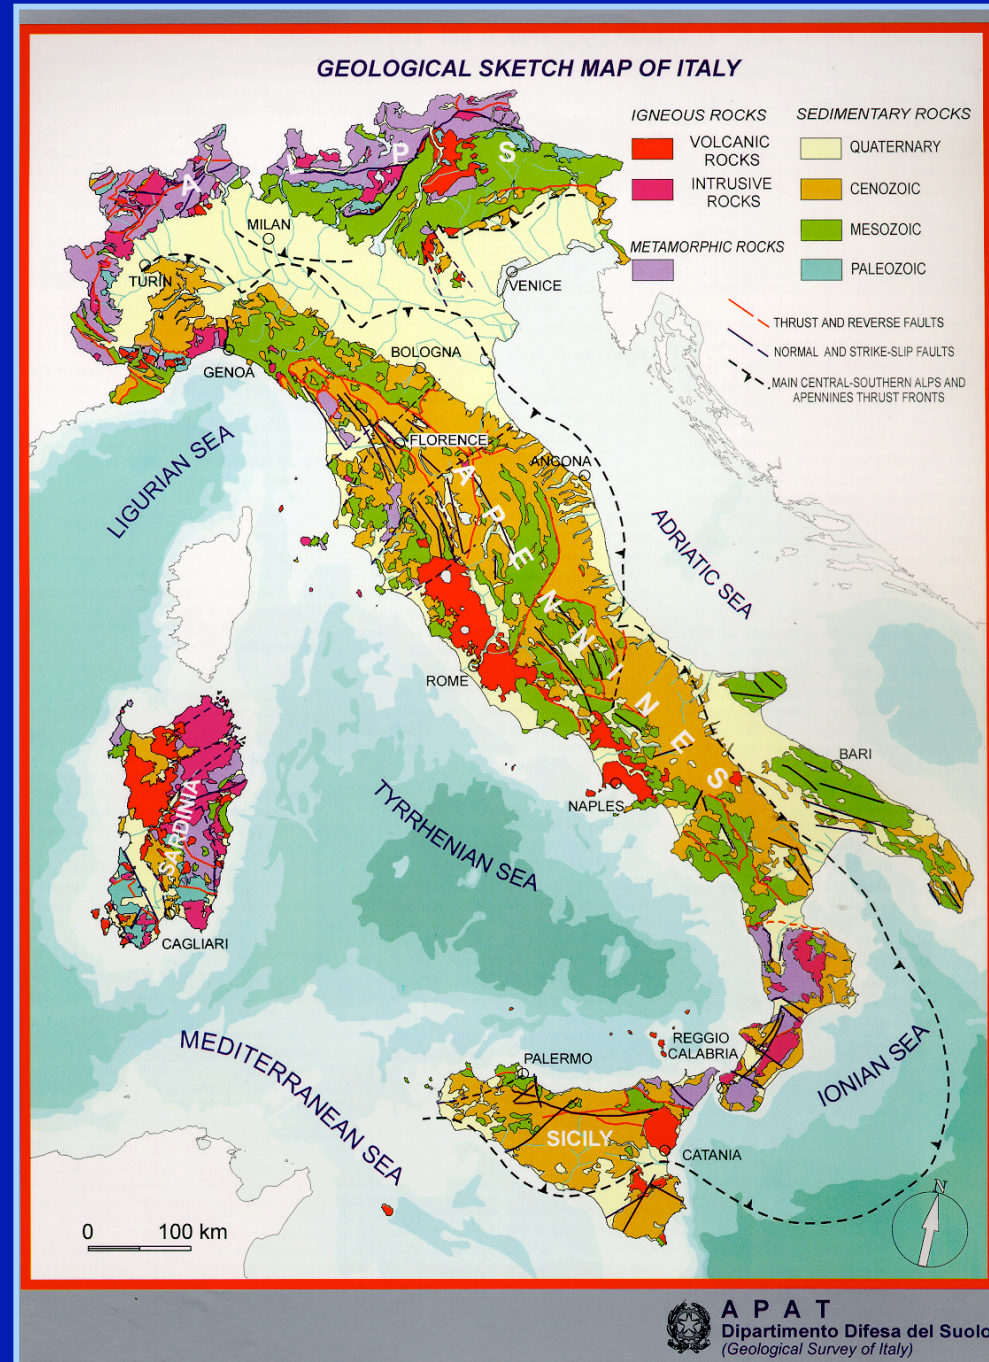 GEOLOGICAL SKETCH MAP OF ITALY
IGNEOUS ROCKS
VOLCANIC
ROCKS
INTRUSIVE
ROCKS
METAMORPHIC ROCKS
SEDIMENTARY ROCKS
QUATERNARY
CENOZOIC
MESOZOIC
PALEOZOIC
THRUST AND REVERSE FAULTS
NORMAL AND STRIKE-SLIP FAULTS
MAIN CENTRAL-SOUTHERN ALPS AND
APENNINES THRUST FRONTS
A L P S
MILAN
TURIN
VENICE
BOLOGNA
GENOA
FLORENCE
ANCONA
LIGURIAN SEA
ADRIATIC SEA
A P E N N I N E S
ROME
BARI
NAPLES
TYRRHENIAN SEA
SARDINIA
CAGLIARI
MEDITERRANEAN SEA
PALERMO
REGGIO
CALABRIA
IONIAN SEA
SICILY
CATANIA
N
0 100 km
A P A T
Dipartimento Difesa del Suolo
(Geological Survey of Italy)